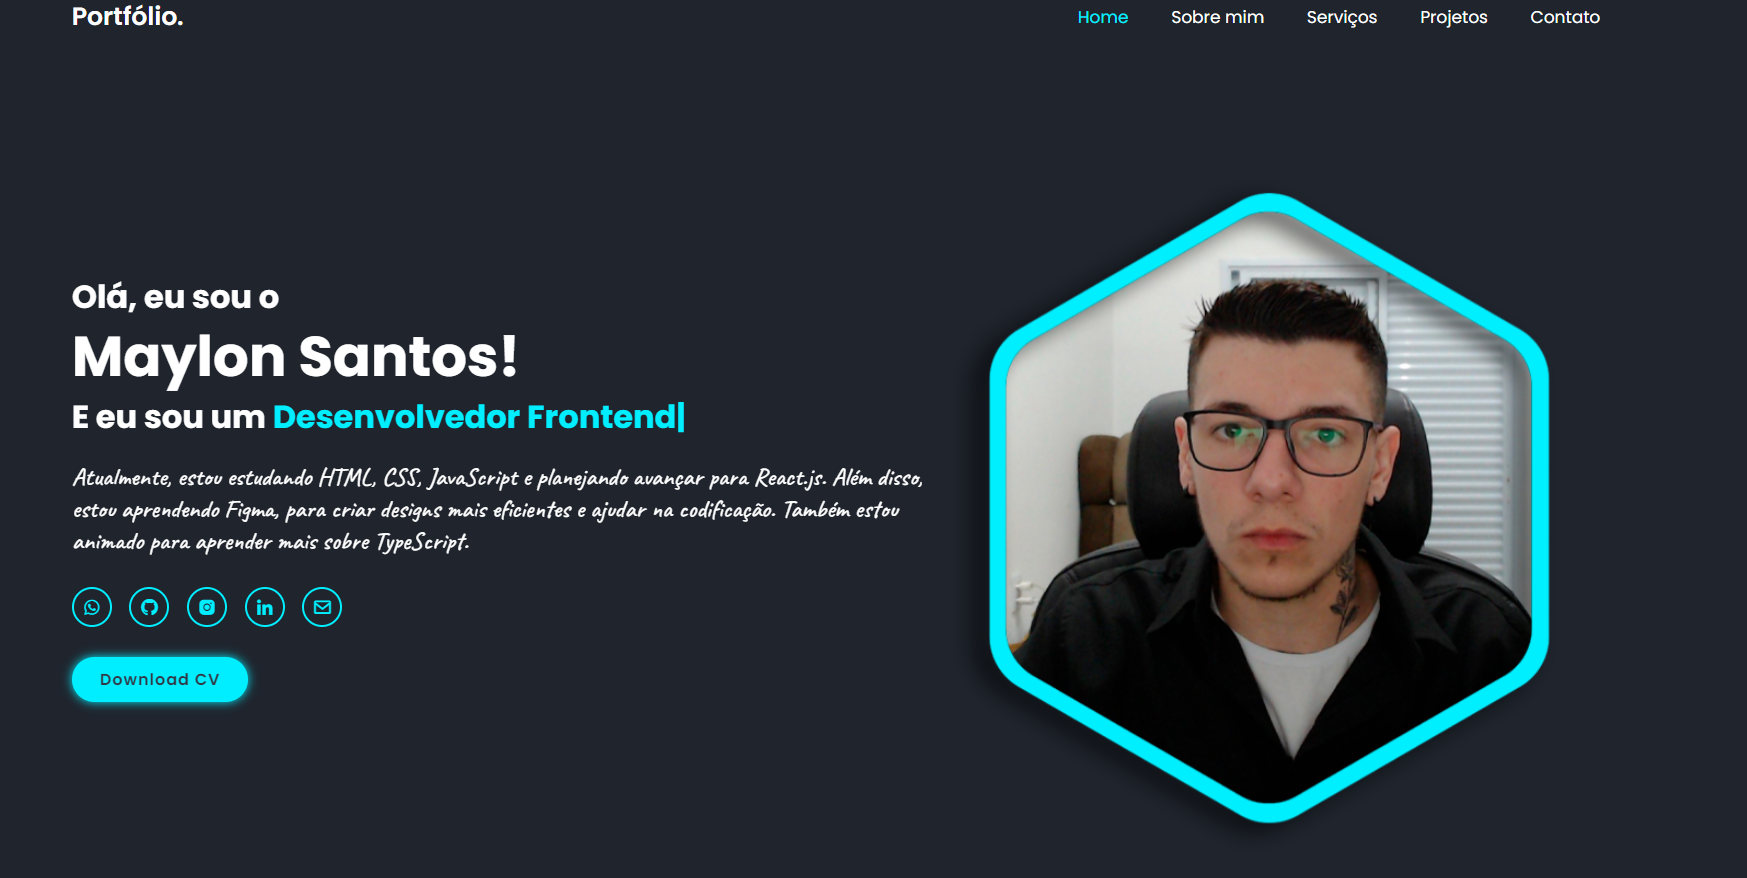 Portfólio.
Home Sobre mim Serviços Projetos Contato
Olá, eu sou o
Maylon Santos!
E eu sou um Desenvolvedor Frontend|
Atualmente, estou estudando HTML, CSS, JavaScript e planejando avançar para React.js. Além disso,
estou aprendendo Figma, para criar designs mais eficientes e ajudar na codificação. Também estou
animado para aprender mais sobre TypeScript.
Download CV